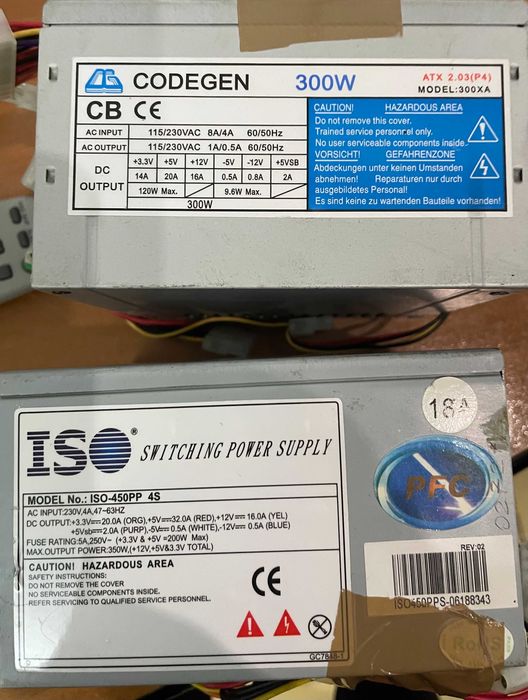 CODEGEN 300W ATX 2.03(P4)
MODEL:300XA
CB CE
AC INPUT 115/230VAC 8A/4A 60/50Hz
AC OUTPUT 115/230VAC 1A/0.5A 60/50Hz
DC OUTPUT +3.3V +5V +12V -5V -12V +5VSB
14A 20A 16A 0.5A 0.8A 2A
120W Max. 9.6W Max.
300W
CAUTION! HAZARDOUS AREA
Do not remove this cover.
Trained service personnel only.
No user serviceable components inside.
VORSICHT! GEFAHRENZONE
Abdeckungen unter keinen Umständen
abnehmen! Reparaturen nur durch
ausgebildetes Personal!
Es sind keine zu wartenden Bauteile vorhanden!
18A
ISO® SWITCHING POWER SUPPLY
PFC
MODEL No.: ISO-450PP 4S
AC INPUT:230V,4A,47~63HZ
DC OUTPUT:+3.3V⎓20.0A (ORG),+5V⎓32.0A (RED),+12V⎓16.0A (YEL)
+5Vsb⎓2.0A (PURP),-5V⎓0.5A (WHITE),-12V⎓0.5A (BLUE)
FUSE RATING:5A,250V~ (+3.3V & +5V =200W Max)
MAX.OUTPUT POWER:350W,(+12V,+5V&3.3V TOTAL)
CAUTION! HAZARDOUS AREA
SAFETY INSTRUCTIONS:
DO NOT REMOVE THE COVER
NO SERVICEABLE COMPONENTS INSIDE.
REFER SERVICING TO QUALIFIED SERVICE PERSONNEL.
CE
REV:02
ISO450PPS-06188343
RoHS